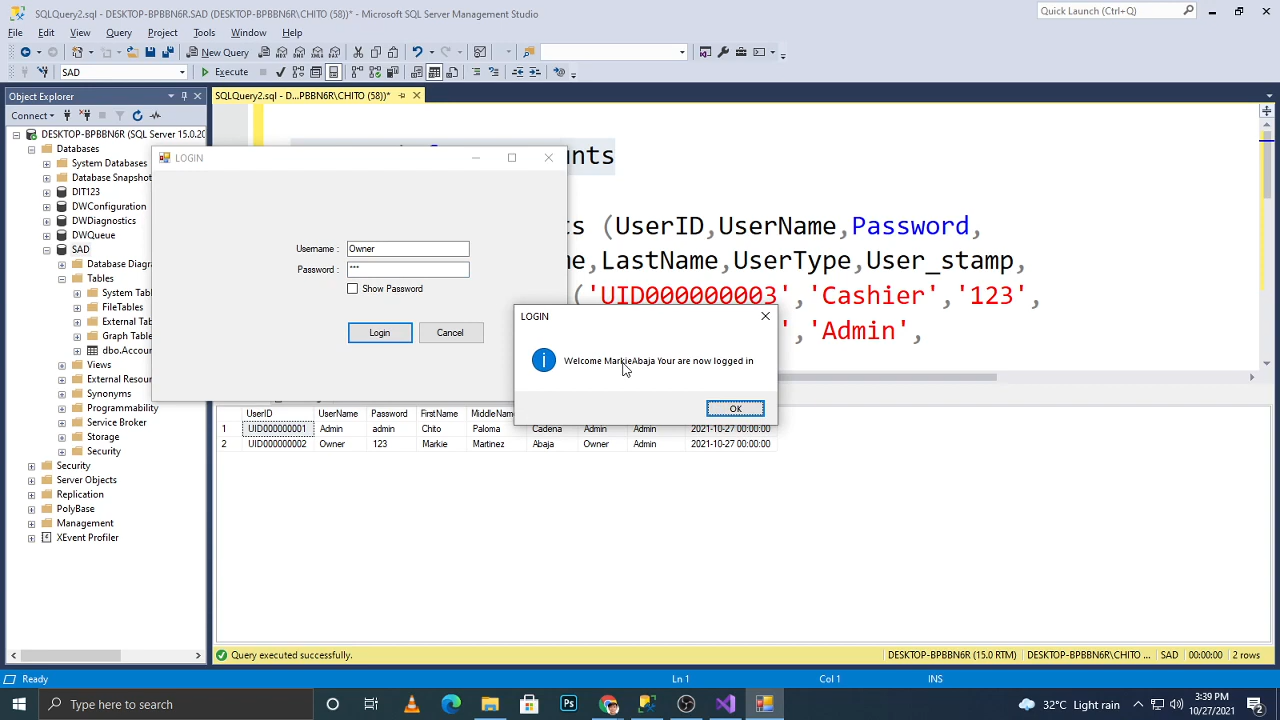 SQLQuery2.sql - DESKTOP-BPBBN6R.SAD (DESKTOP-BPBBN6R\CHITO (58))* - Microsoft SQL Server Management Studio
Quick Launch (Ctrl+Q)
File Edit View Query Project Tools Window Help
New Query
SAD
Execute
Object Explorer
SQLQuery2.sql - D...PBBN6R\CHITO (58))*
Connect
DESKTOP-BPBBN6R (SQL Server 15.0.20
Databases
System Databases
Database Snapshot
DIT123
DWConfiguration
DWDiagnostics
DWQueue
SAD
Database Diagra
Tables
System Tabl
FileTables
External Tab
Graph Table
dbo.Accour
Views
External Resour
Synonyms
Programmability
Service Broker
Storage
Security
Security
Server Objects
Replication
PolyBase
Management
XEvent Profiler
unts
ts (UserID,UserName,Password,
me,LastName,UserType,User_stamp,
('UID000000003','Cashier','123',
','Admin',
LOGIN
Username :
Owner
Password :
***
Show Password
Login
Cancel
LOGIN
Welcome MarkieAbaja Your are now logged in
OK
UserID UserName Password FirstName MiddleName
1 UID000000001 Admin admin Chito Paloma Cadena Admin Admin 2021-10-27 00:00:00
2 UID000000002 Owner 123 Markie Martinez Abaja Owner Admin 2021-10-27 00:00:00
Query executed successfully.
DESKTOP-BPBBN6R (15.0 RTM) DESKTOP-BPBBN6R\CHITO ... SAD 00:00:00 2 rows
Ready
Ln 1
Col 1
INS
Type here to search
Ps
32°C Light rain
3:39 PM
10/27/2021
2